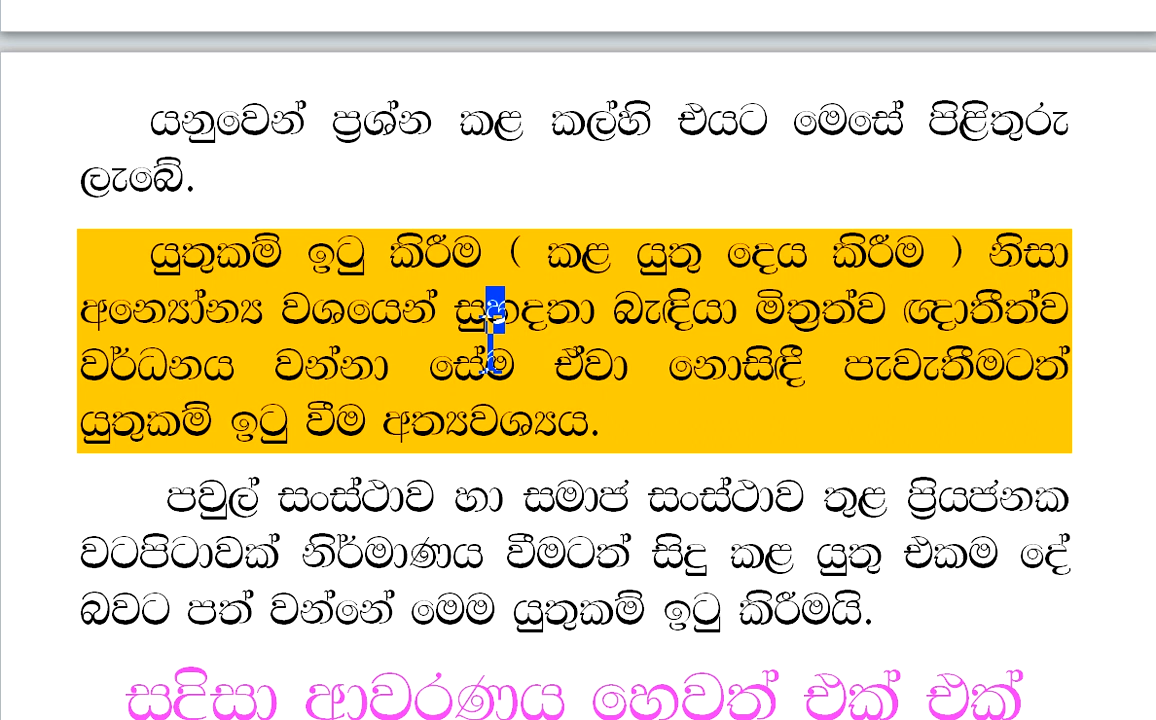 යනුවෙන් ප්‍රශ්න කළ කල්හි එයට මෙසේ පිළිතුරු
ලැබේ.
යුතුකම් ඉටු කිරීම ( කළ යුතු දෙය කිරීම ) නිසා
අන්‍යෝන්‍ය වශයෙන් සුහදතා බැඳියා මිත්‍රත්ව ඥාතීත්ව
වර්ධනය වන්නා සේම ඒවා නොසිඳී පැවැතීමටත්
යුතුකම් ඉටු වීම අත්‍යවශ්‍යය.
පවුල් සංස්ථාව හා සමාජ සංස්ථාව තුළ ප්‍රියජනක
වටපිටාවක් නිර්මාණය වීමටත් සිදු කළ යුතු එකම දේ
බවට පත් වන්නේ මෙම යුතුකම් ඉටු කිරීමයි.
සදිසා ආවරණය හෙවත් එක් එක්